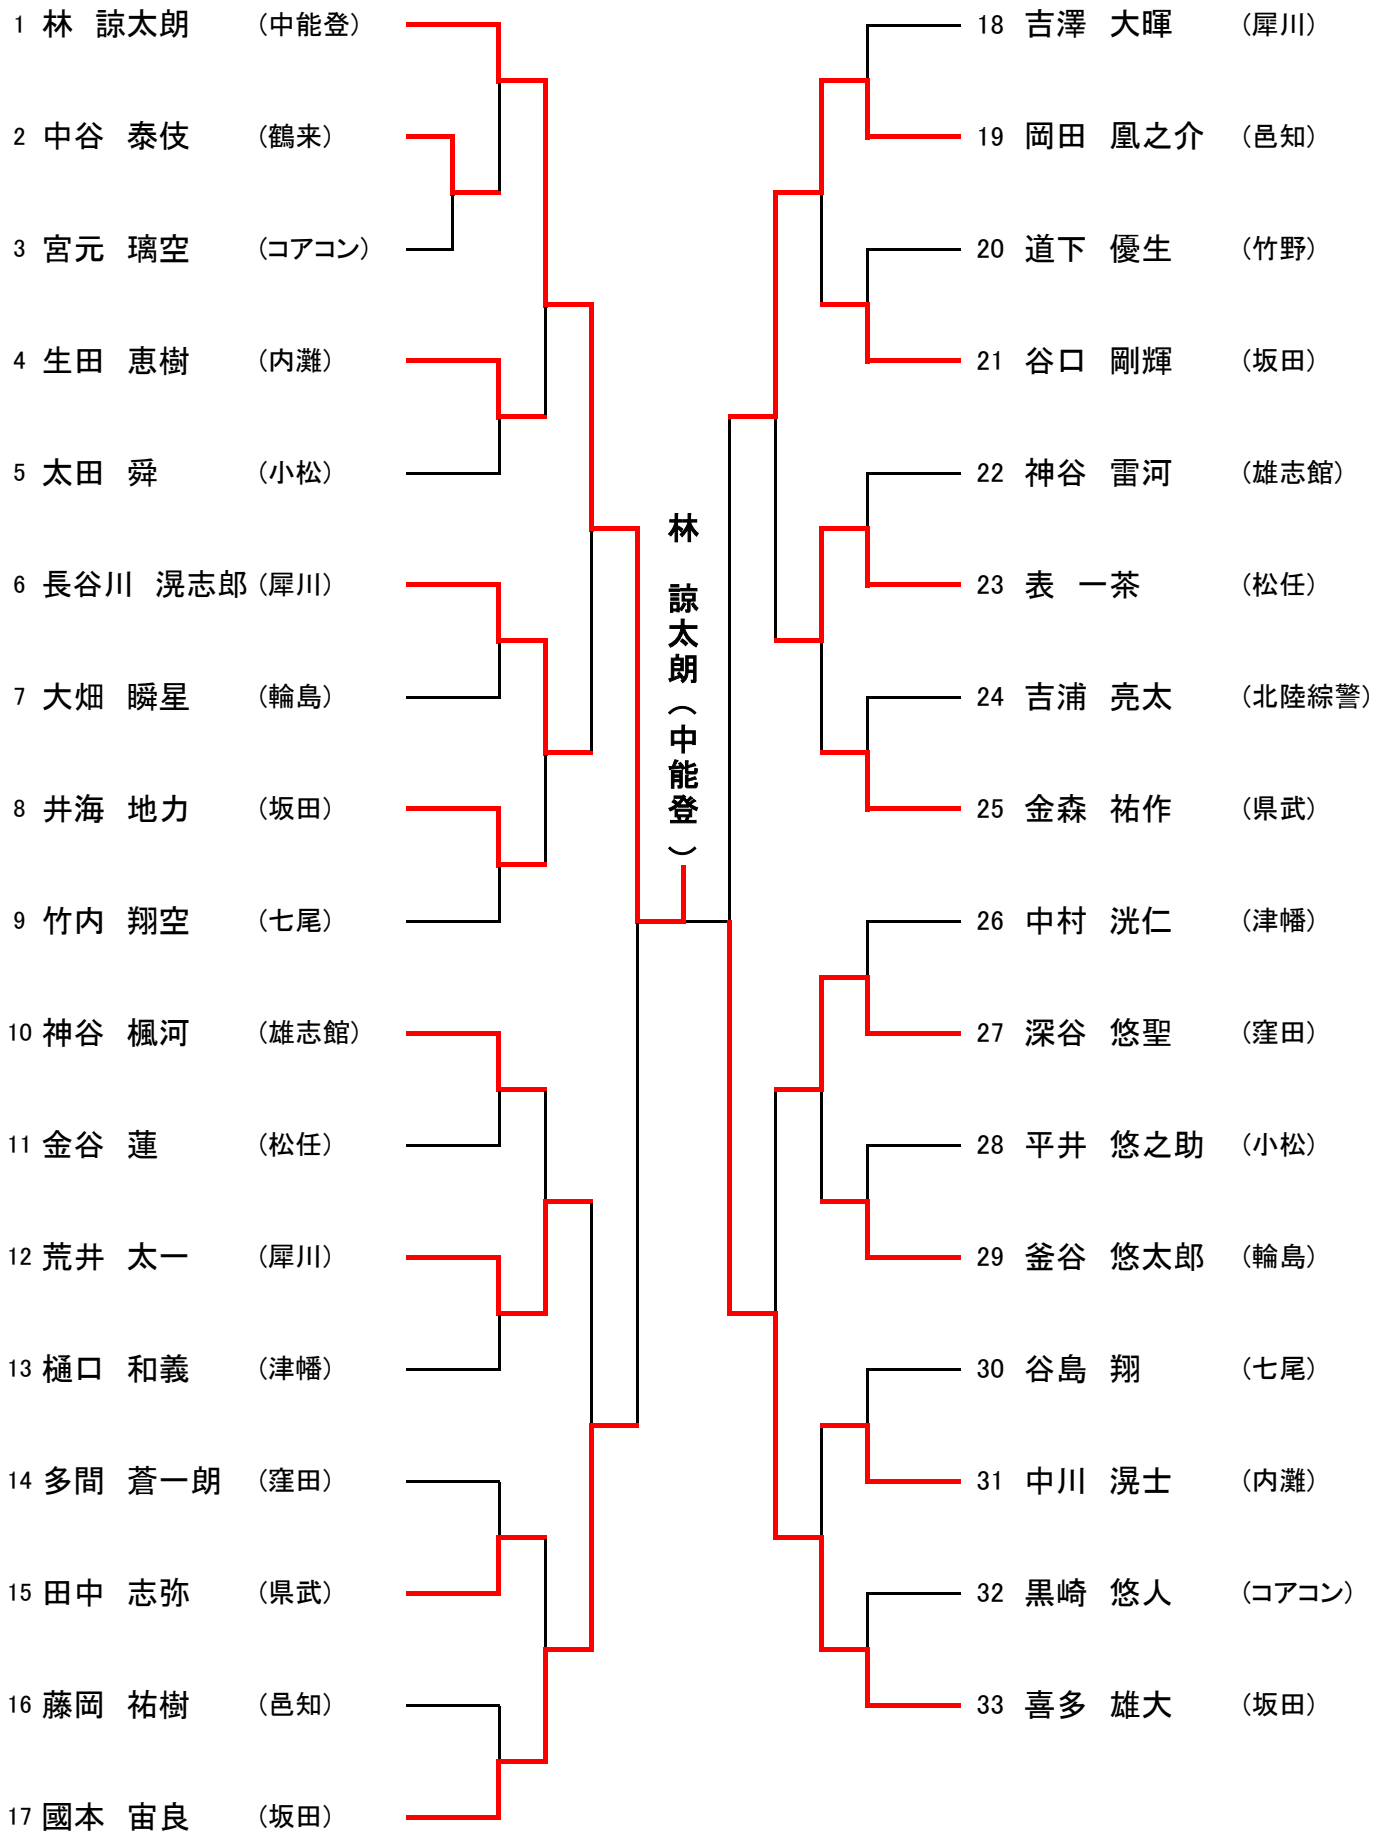 1 林 諒太朗 (中能登)
2 中谷 泰伎 (鶴来)
3 宮元 璃空 (コアコン)
4 生田 恵樹 (内灘)
5 太田 舜 (小松)
6 長谷川 滉志郎 (犀川)
7 大畑 瞬星 (輪島)
8 井海 地力 (坂田)
9 竹内 翔空 (七尾)
10 神谷 楓河 (雄志館)
11 金谷 蓮 (松任)
12 荒井 太一 (犀川)
13 樋口 和義 (津幡)
14 多間 蒼一朗 (窪田)
15 田中 志弥 (県武)
16 藤岡 祐樹 (邑知)
17 國本 宙良 (坂田)
林 諒太朗(中能登)
18 吉澤 大暉 (犀川)
19 岡田 凰之介 (邑知)
20 道下 優生 (竹野)
21 谷口 剛輝 (坂田)
22 神谷 雷河 (雄志館)
23 表 一茶 (松任)
24 吉浦 亮太 (北陸綜警)
25 金森 祐作 (県武)
26 中村 洸仁 (津幡)
27 深谷 悠聖 (窪田)
28 平井 悠之助 (小松)
29 釜谷 悠太郎 (輪島)
30 谷島 翔 (七尾)
31 中川 滉士 (内灘)
32 黒崎 悠人 (コアコン)
33 喜多 雄大 (坂田)